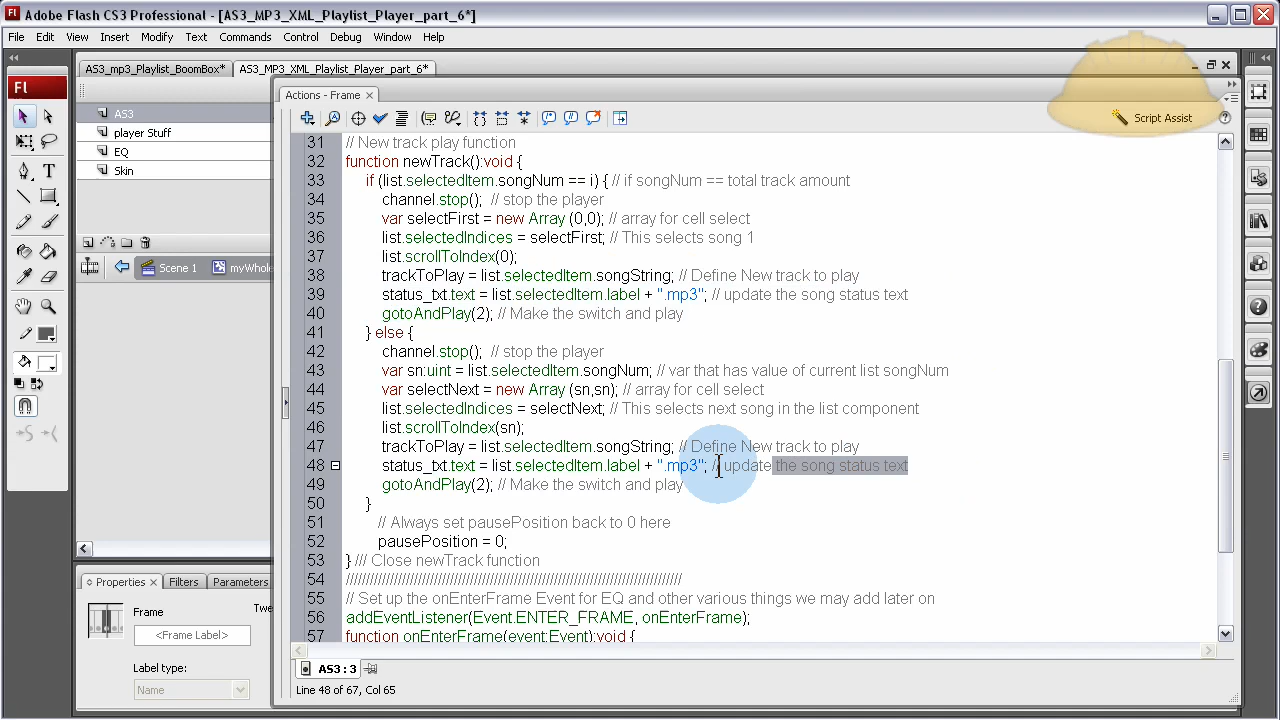 Adobe Flash CS3 Professional - [AS3_MP3_XML_Playlist_Player_part_6*]
File Edit View Insert Modify Text Commands Control Debug Window Help
AS3_mp3_Playlist_BoomBox* AS3_MP3_XML_Playlist_Player_part_6*
Fl
Actions - Frame
AS3
player Stuff
EQ
Skin
Script Assist
Scene 1 myWhol
31 // New track play function
32 function newTrack():void {
33 if (list.selectedItem.songNum == i) { // if songNum == total track amount
34 channel.stop(); // stop the player
35 var selectFirst = new Array (0,0); // array for cell select
36 list.selectedIndices = selectFirst; // This selects song 1
37 list.scrollToIndex(0);
38 trackToPlay = list.selectedItem.songString; // Define New track to play
39 status_txt.text = list.selectedItem.label + ".mp3"; // update the song status text
40 gotoAndPlay(2); // Make the switch and play
41 } else {
42 channel.stop(); // stop the player
43 var sn:uint = list.selectedItem.songNum; // var that has value of current list songNum
44 var selectNext = new Array (sn,sn); // array for cell select
45 list.selectedIndices = selectNext; // This selects next song in the list component
46 list.scrollToIndex(sn);
47 trackToPlay = list.selectedItem.songString; // Define New track to play
48 status_txt.text = list.selectedItem.label + ".mp3"; // update the song status text
49 gotoAndPlay(2); // Make the switch and play
50 }
51 // Always set pausePosition back to 0 here
52 pausePosition = 0;
53 } /// Close newTrack function
54 ////////////////////////////////////////////////////////////////////////
55 // Set up the onEnterFrame Event for EQ and other various things we may add later on
56 addEventListener(Event.ENTER_FRAME, onEnterFrame);
57 function onEnterFrame(event:Event):void {
Properties Filters Parameters
Frame Twe
<Frame Label>
Label type:
Name
AS3:3
Line 48 of 67, Col 65